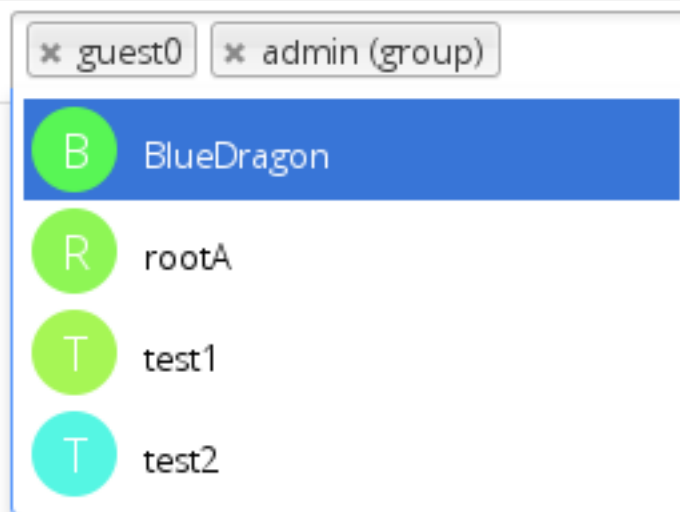 × guest0 × admin (group)
B BlueDragon
R rootA
T test1
T test2